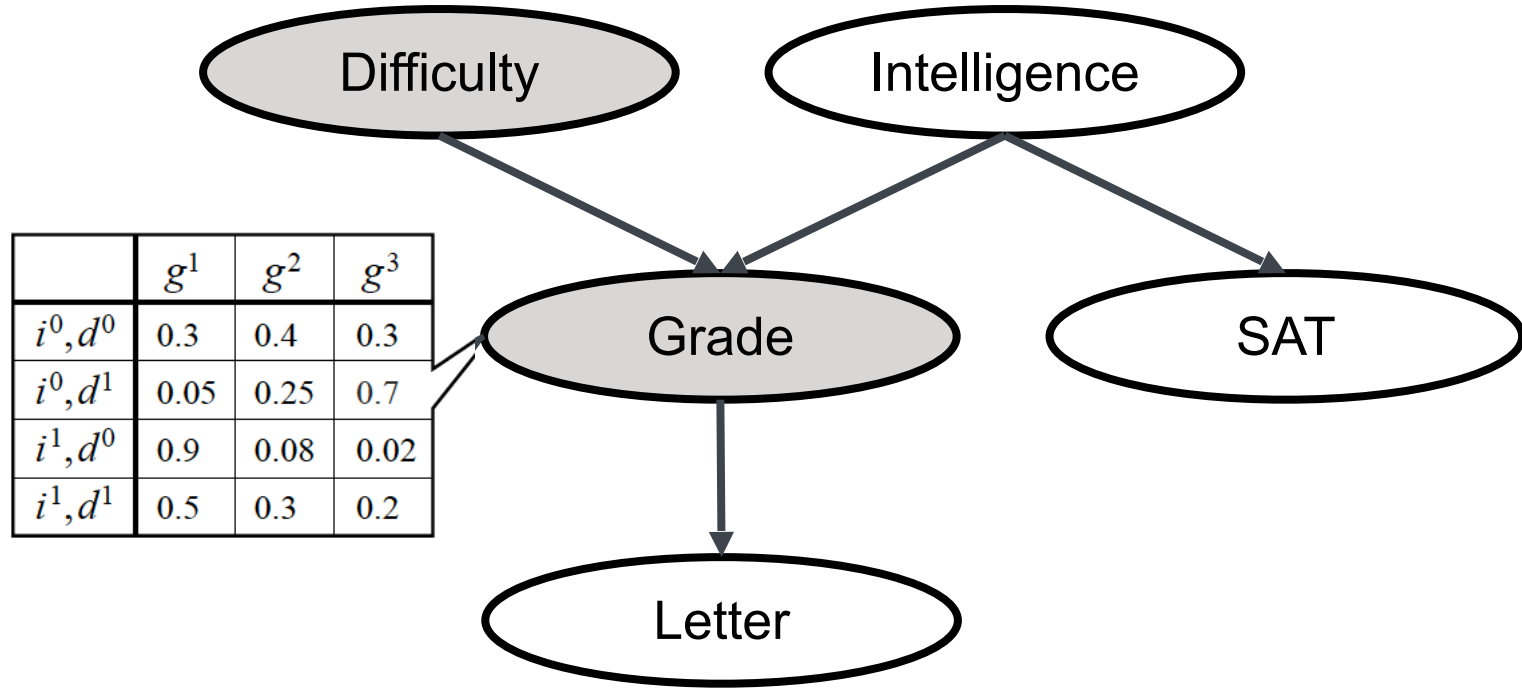 Difficulty
Intelligence
g¹ g² g³
i⁰,d⁰ 0.3 0.4 0.3
i⁰,d¹ 0.05 0.25 0.7
i¹,d⁰ 0.9 0.08 0.02
i¹,d¹ 0.5 0.3 0.2
Grade
SAT
Letter